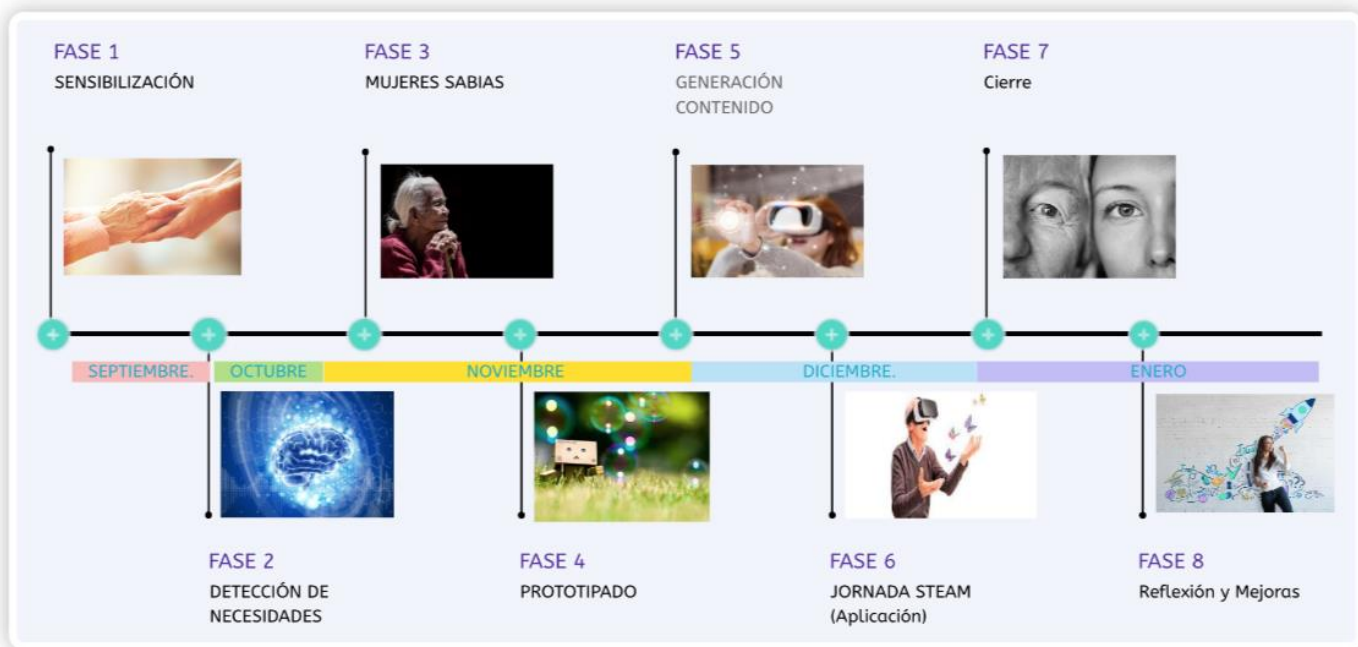 FASE 1
SENSIBILIZACIÓN
FASE 3
MUJERES SABIAS
FASE 5
GENERACIÓN
CONTENIDO
FASE 7
Cierre
SEPTIEMBRE.
OCTUBRE
NOVIEMBRE
DICIEMBRE.
ENERO
FASE 2
DETECCIÓN DE
NECESIDADES
FASE 4
PROTOTIPADO
FASE 6
JORNADA STEAM
(Aplicación)
FASE 8
Reflexión y Mejoras